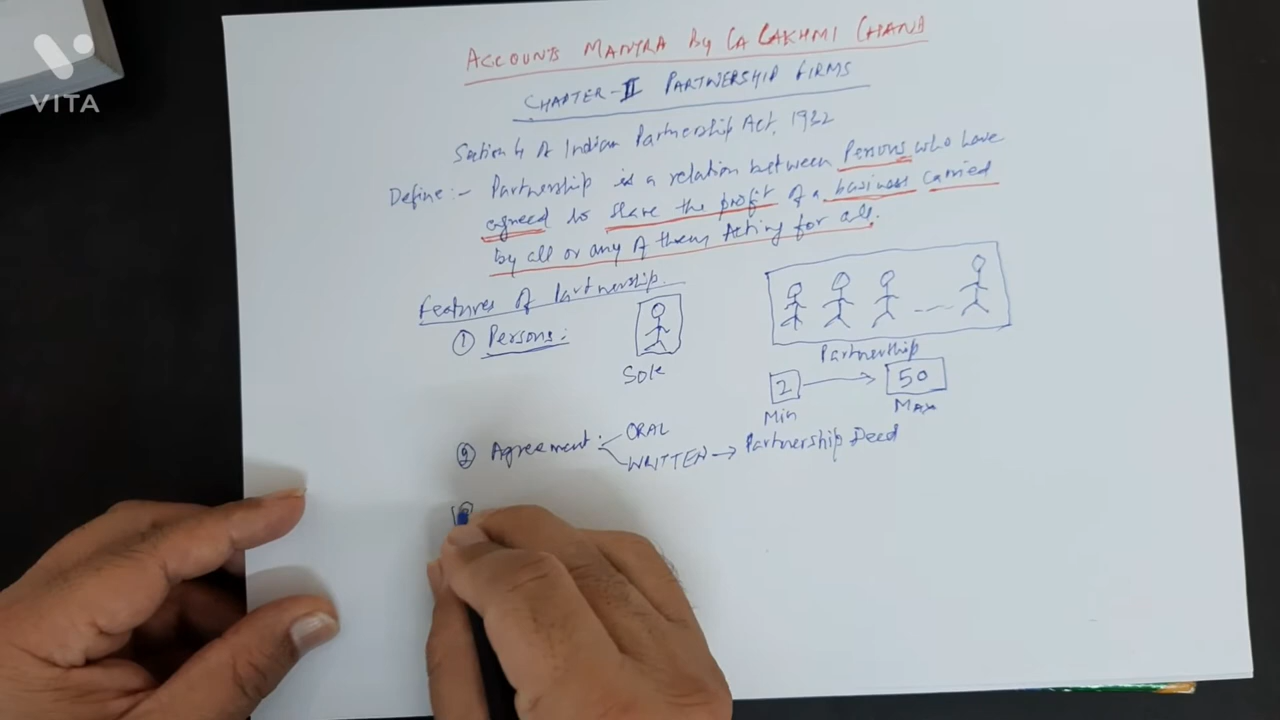 VITA
ACCOUNTS MANTRA By CA LAKHMI CHAND
CHAPTER-II PARTNERSHIP FIRMS
Section 4 of Indian Partnership Act, 1932
Define:- Partnership is a relation between Persons who have
agreed to share the profit of a business carried
by all or any of them Acting for all.
Features of Partnership.
① Persons:
Sole
Partnership
2 → 50
Min Max
② Agreement: ORAL
WRITTEN → Partnership Deed